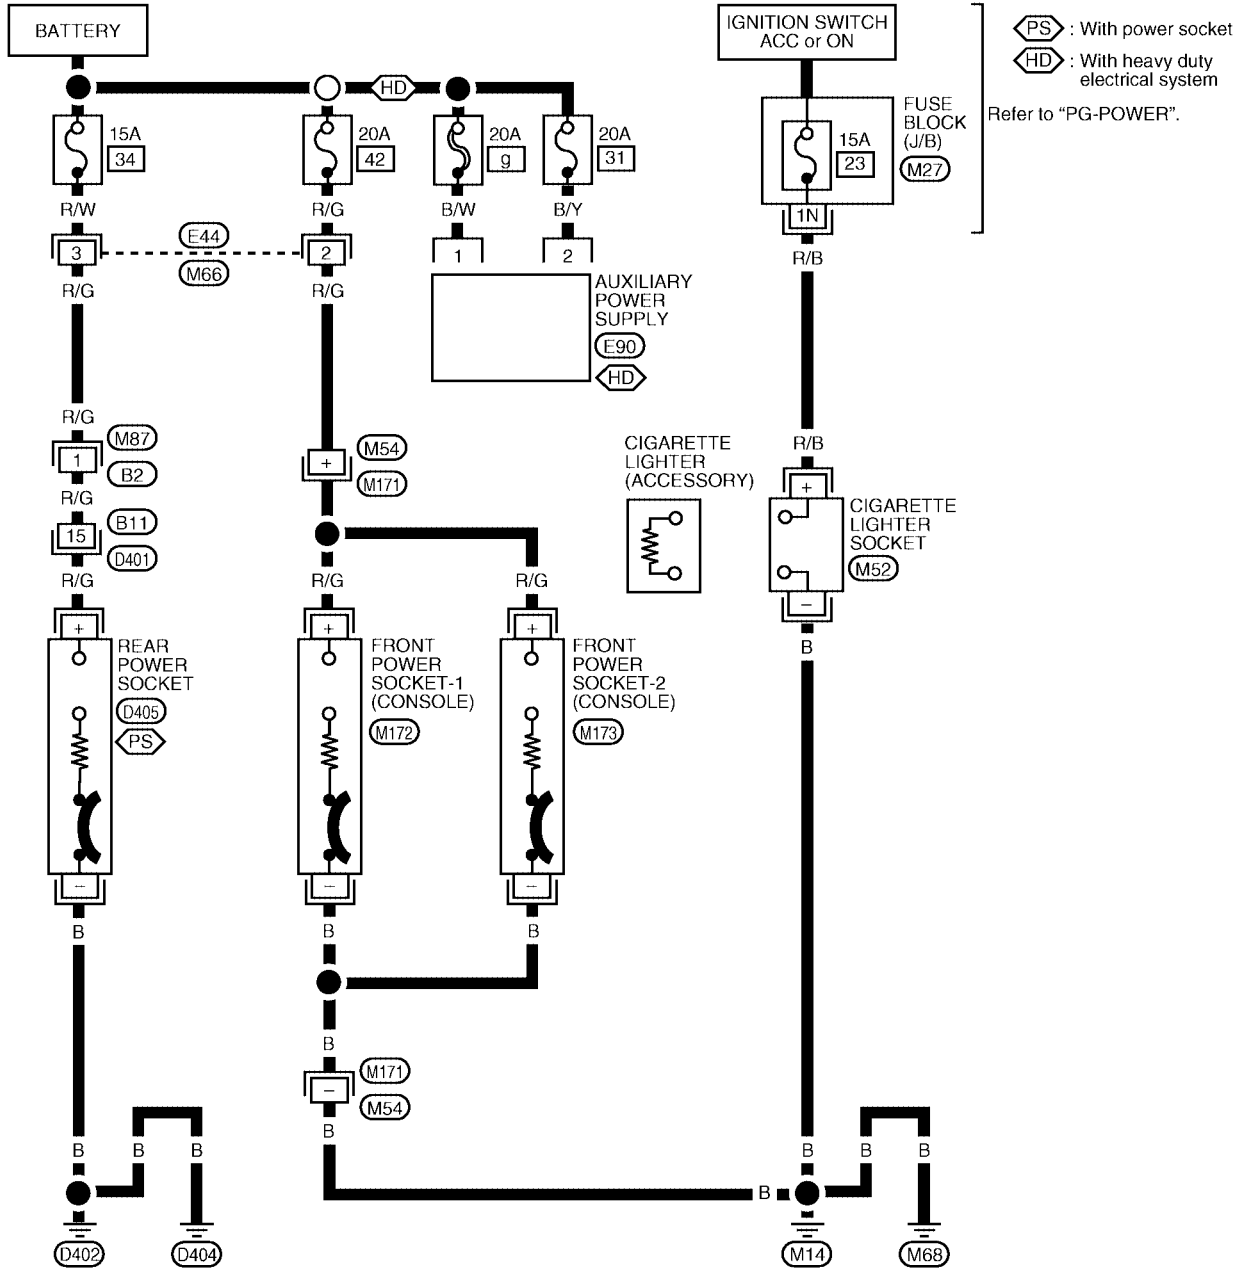 BATTERY
IGNITION SWITCH
ACC or ON
PS : With power socket
HD : With heavy duty
electrical system
Refer to “PG-POWER”.
HD
15A
34
20A
42
20A
g
20A
31
FUSE
BLOCK
(J/B)
M27
15A
23
1N
R/W
R/G
B/W
B/Y
R/B
3
E44
M66
2
1
2
R/G
R/G
AUXILIARY
POWER
SUPPLY
E90
HD
R/G
M87
1
B2
R/G
B11
15
D401
R/G
M54
+
M171
R/G
R/G
CIGARETTE
LIGHTER
(ACCESSORY)
R/B
+
CIGARETTE
LIGHTER
SOCKET
M52
–
B
+
REAR
POWER
SOCKET
D405
PS
–
+
FRONT
POWER
SOCKET-1
(CONSOLE)
M172
–
+
FRONT
POWER
SOCKET-2
(CONSOLE)
M173
–
B
B
B
B
M171
–
M54
B
B
B
B
B
B
B
B
D402
D404
M14
M68